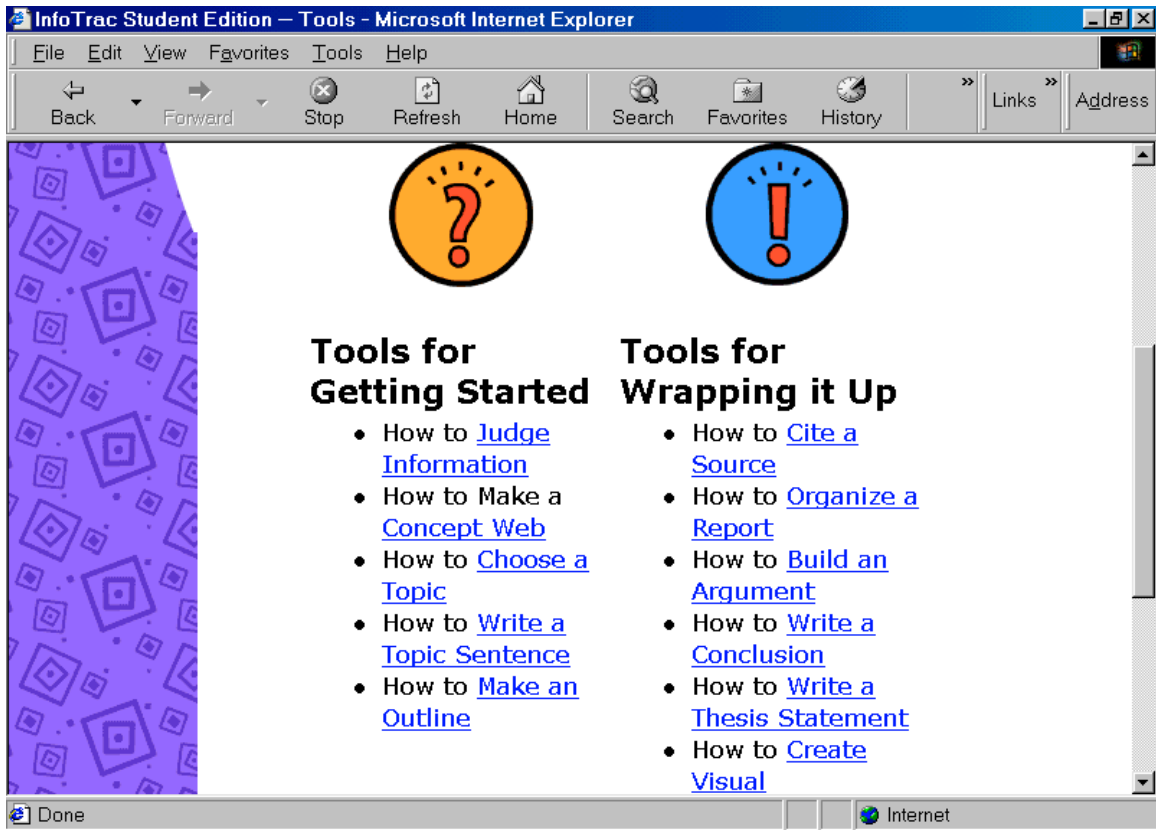 InfoTrac Student Edition — Tools - Microsoft Internet Explorer
File Edit View Favorites Tools Help
Back Forward Stop Refresh Home Search Favorites History » Links » Address
?
!
Tools for
Getting Started
• How to Judge
Information
• How to Make a
Concept Web
• How to Choose a
Topic
• How to Write a
Topic Sentence
• How to Make an
Outline
Tools for
Wrapping it Up
• How to Cite a
Source
• How to Organize a
Report
• How to Build an
Argument
• How to Write a
Conclusion
• How to Write a
Thesis Statement
• How to Create
Visual
Done
Internet